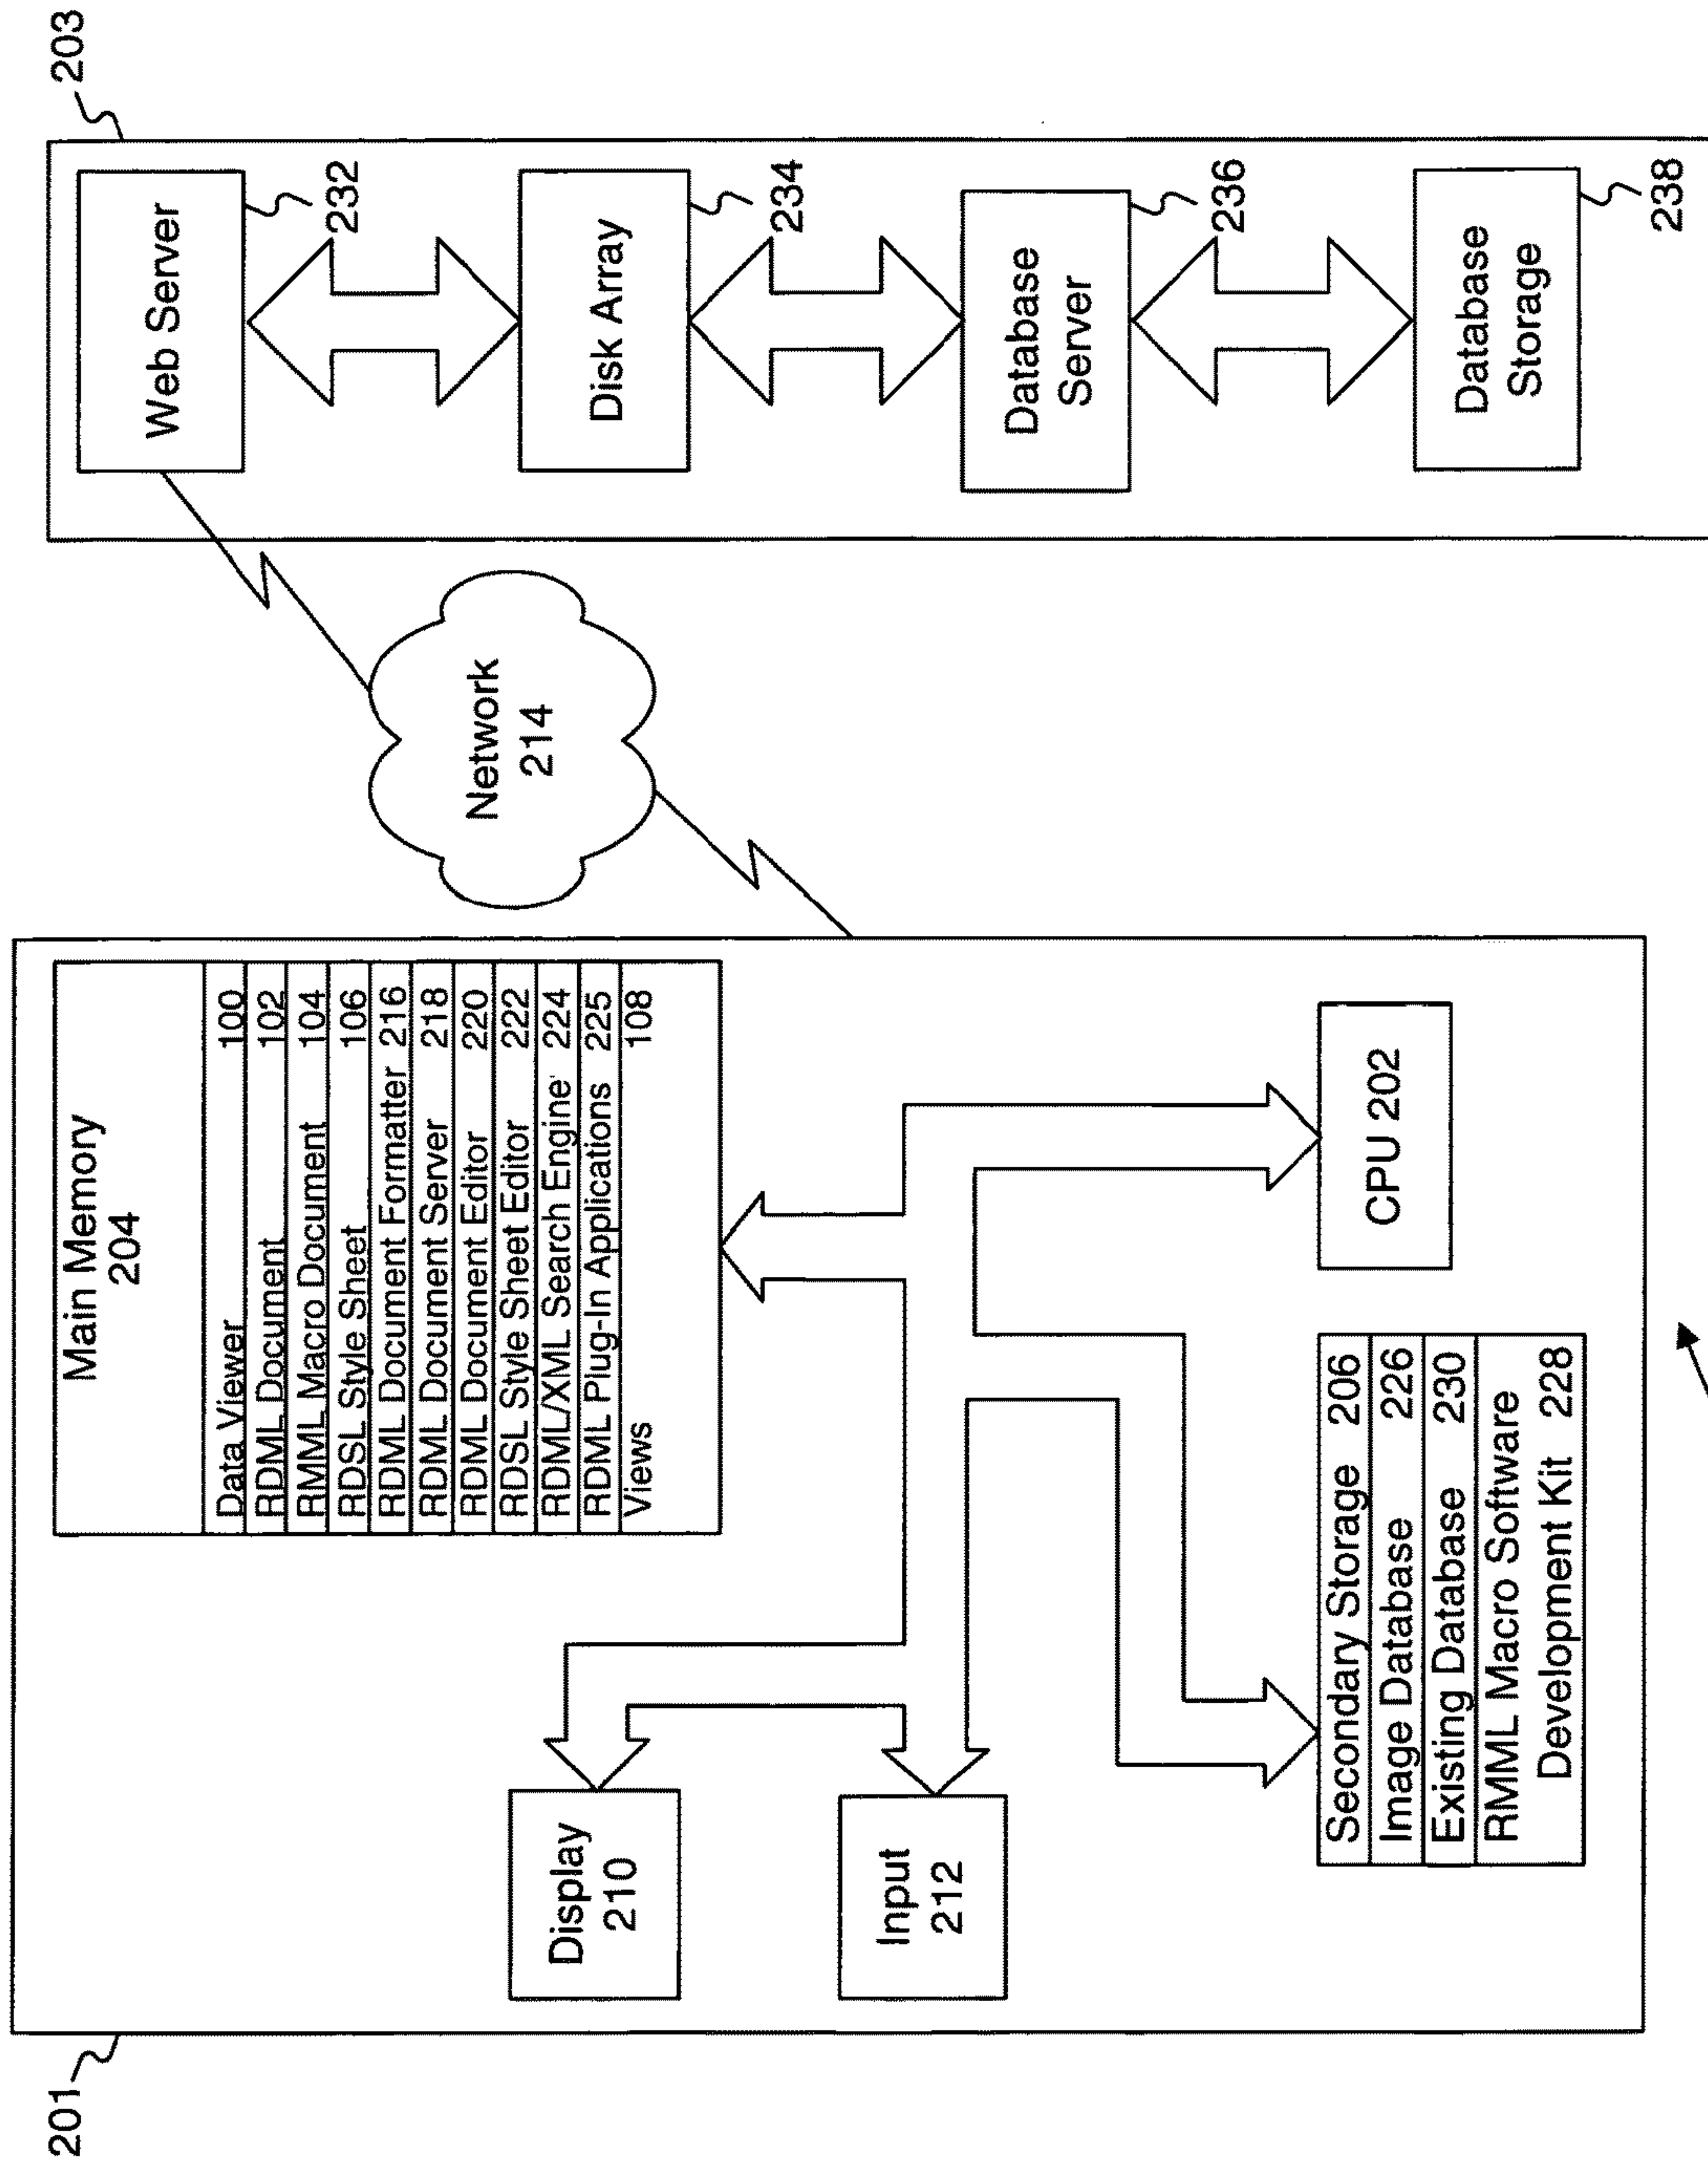 201
203
Main Memory
204
Data Viewer 100
RDML Document 102
RMML Macro Document 104
RDSL Style Sheet 106
RDML Document Formatter 216
RDML Document Server 218
RDML Document Editor 220
RDSL Style Sheet Editor 222
RDML/XML Search Engine 224
RDML Plug-In Applications 225
Views 108
Display
210
Input
212
Secondary Storage 206
Image Database 226
Existing Database 230
RMML Macro Software
Development Kit 228
CPU 202
Network
214
Web Server
232
Disk Array
234
Database
Server
236
Database
Storage
238